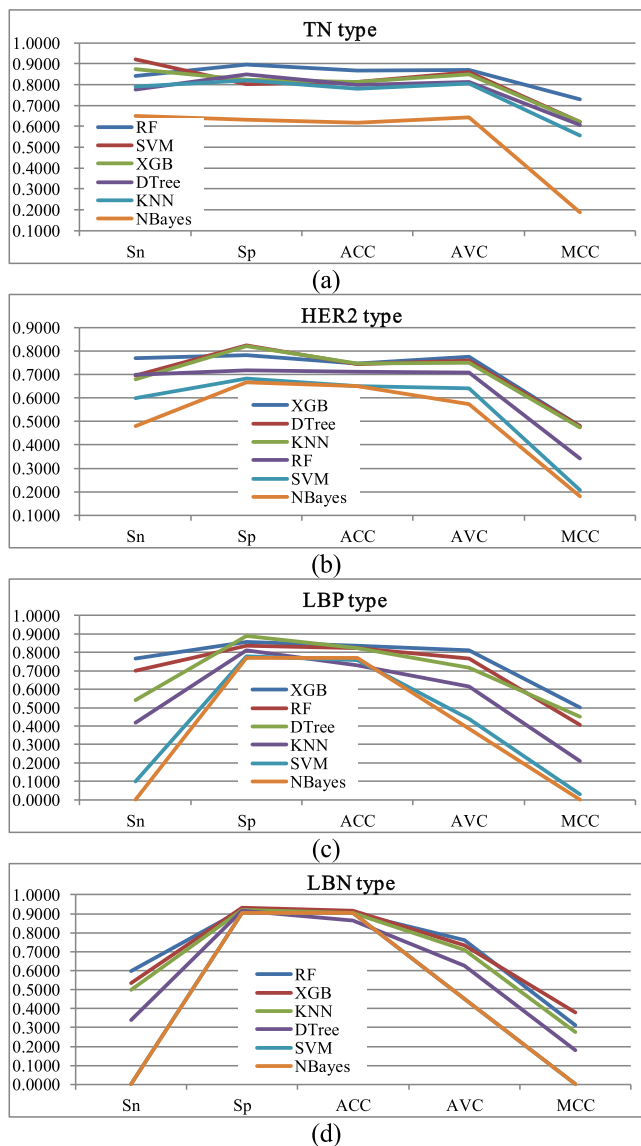 TN type
1.0000
0.9000
0.8000
0.7000
0.6000
0.5000
0.4000
0.3000
0.2000
0.1000
RF
SVM
XGB
DTree
KNN
NBayes
Sn Sp ACC AVC MCC
(a)
HER2 type
0.9000
0.8000
0.7000
0.6000
0.5000
0.4000
0.3000
0.2000
0.1000
XGB
DTree
KNN
RF
SVM
NBayes
Sn Sp ACC AVC MCC
(b)
LBP type
1.0000
0.9000
0.8000
0.7000
0.6000
0.5000
0.4000
0.3000
0.2000
0.1000
0.0000
XGB
RF
DTree
KNN
SVM
NBayes
Sn Sp ACC AVC MCC
(c)
LBN type
1.0000
0.9000
0.8000
0.7000
0.6000
0.5000
0.4000
0.3000
0.2000
0.1000
0.0000
RF
XGB
KNN
DTree
SVM
NBayes
Sn Sp ACC AVC MCC
(d)